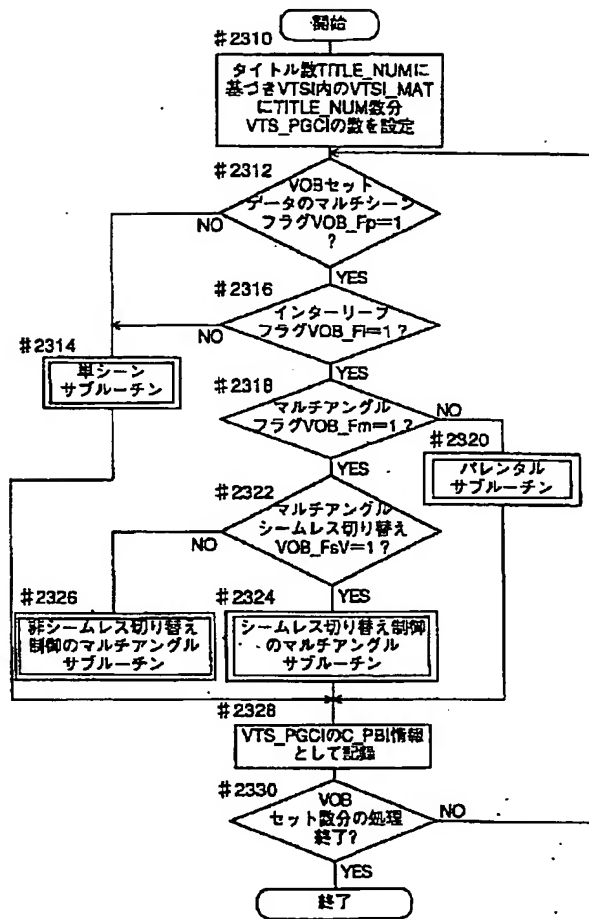 開始
#2310
タイトル数TITLE_NUMに
基づきVTSI内のVTSI_MAT
にTITLE_NUM数分
VTS_PGCIの数を設定
#2312
VOBセット
データのマルチシーン
フラグVOB_Fp=1
?
NO
YES
#2316
インターリーブ
フラグVOB_Fi=1?
NO
YES
#2314
単シーン
サブルーチン
#2318
マルチアングル
フラグVOB_Fm=1?
NO
YES
#2320
パレンタル
サブルーチン
#2322
マルチアングル
シームレス切り替え
VOB_FsV=1?
NO
YES
#2326
非シームレス切り替え
制御のマルチアングル
サブルーチン
#2324
シームレス切り替え制御
のマルチアングル
サブルーチン
#2328
VTS_PGCIのC_PBI情報
として記録
#2330
VOB
セット数分の処理
終了?
NO
YES
終了